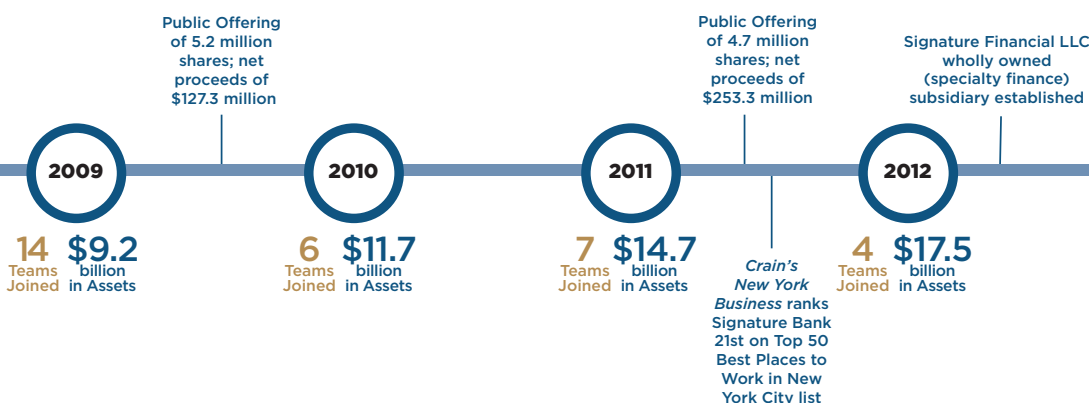 Public Offering
of 5.2 million
shares; net
proceeds of
$127.3 million
Public Offering
of 4.7 million
shares; net
proceeds of
$253.3 million
Signature Financial LLC
wholly owned
(specialty finance)
subsidiary established
2009
2010
2011
2012
14
Teams
Joined
$9.2
billion
in Assets
6
Teams
Joined
$11.7
billion
in Assets
7
Teams
Joined
$14.7
billion
in Assets
Crain's
New York
Business ranks
Signature Bank
21st on Top 50
Best Places to
Work in New
York City list
4
Teams
Joined
$17.5
billion
in Assets